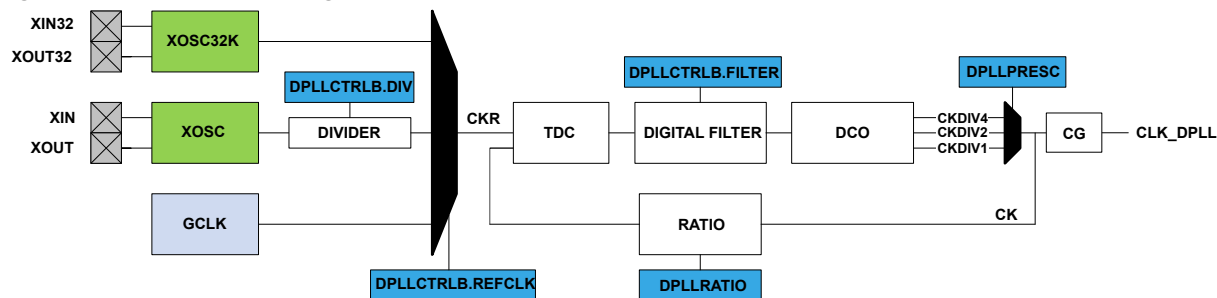 XIN32
XOUT32
XOSC32K
DPLLCTRLB.DIV
DPLLCTRLB.FILTER
DPLLPRESC
XIN
XOUT
XOSC
DIVIDER
CKR
TDC
DIGITAL FILTER
DCO
CKDIV4
CKDIV2
CKDIV1
CG
CLK_DPLL
GCLK
RATIO
CK
DPLLCTRLB.REFCLK
DPLLRATIO